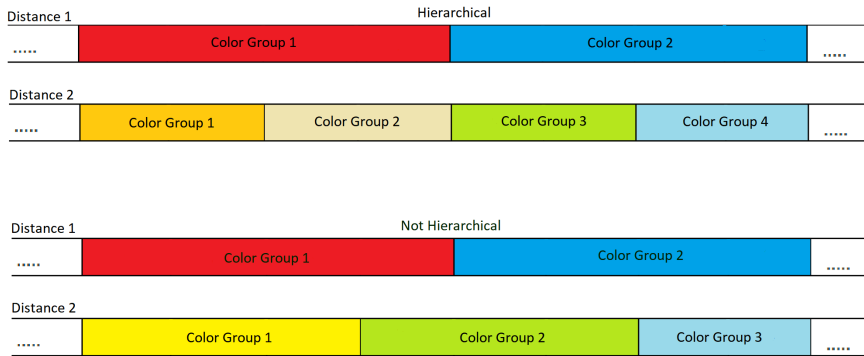 Hierarchical
Distance 1
..... Color Group 1 Color Group 2 .....
Distance 2
..... Color Group 1 Color Group 2 Color Group 3 Color Group 4 .....
Not Hierarchical
Distance 1
..... Color Group 1 Color Group 2 .....
Distance 2
..... Color Group 1 Color Group 2 Color Group 3 .....